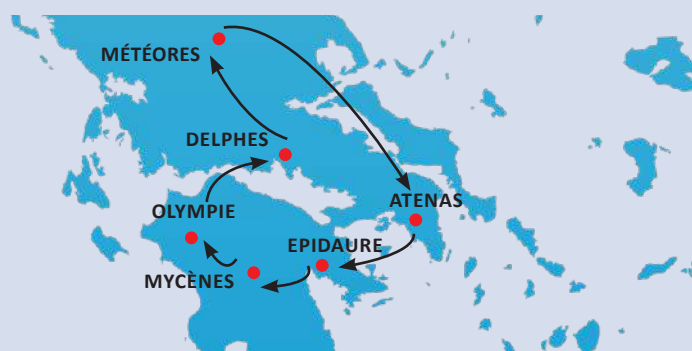 MÉTÉORES
DELPHES
ATENAS
OLYMPIE
EPIDAURE
MYCÈNES